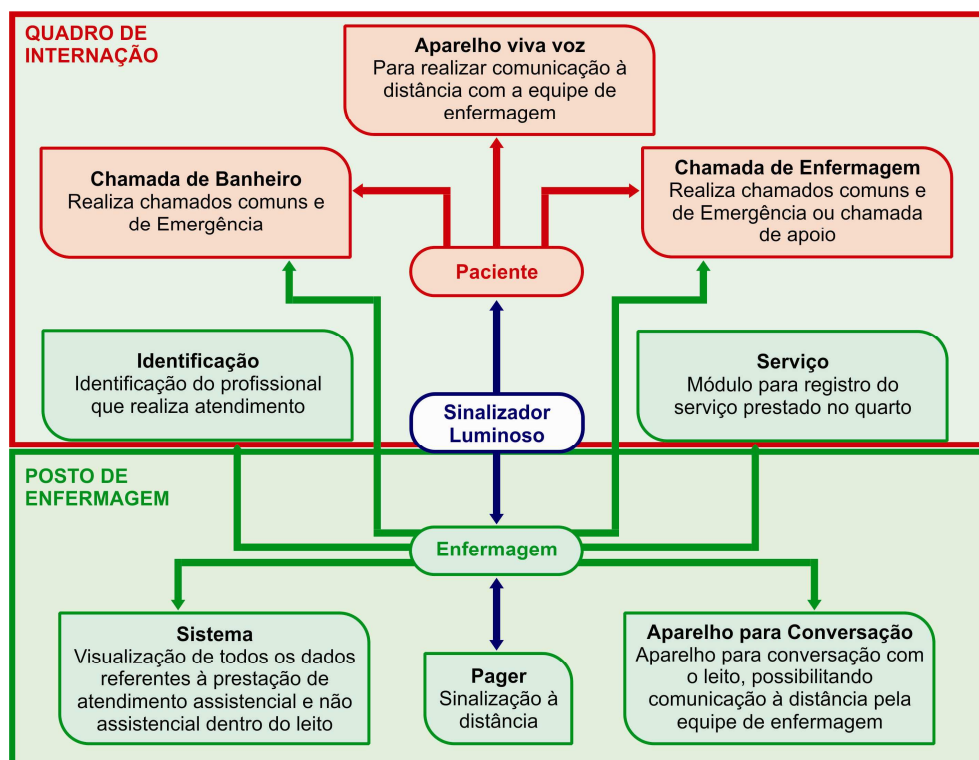 QUADRO DE
INTERNAÇÃO
Aparelho viva voz
Para realizar comunicação à
distância com a equipe de
enfermagem
Chamada de Banheiro
Realiza chamados comuns e
de Emergência
Chamada de Enfermagem
Realiza chamados comuns e
de Emergência ou chamada
de apoio
Paciente
Identificação
Identificação do profissional
que realiza atendimento
Sinalizador
Luminoso
Serviço
Módulo para registro do
serviço prestado no quarto
POSTO DE
ENFERMAGEM
Enfermagem
Sistema
Visualização de todos os dados
referentes à prestação de
atendimento assistencial e não
assistencial dentro do leito
Pager
Sinalização à
distância
Aparelho para Conversação
Aparelho para conversação com
o leito, possibilitando
comunicação à distância pela
equipe de enfermagem